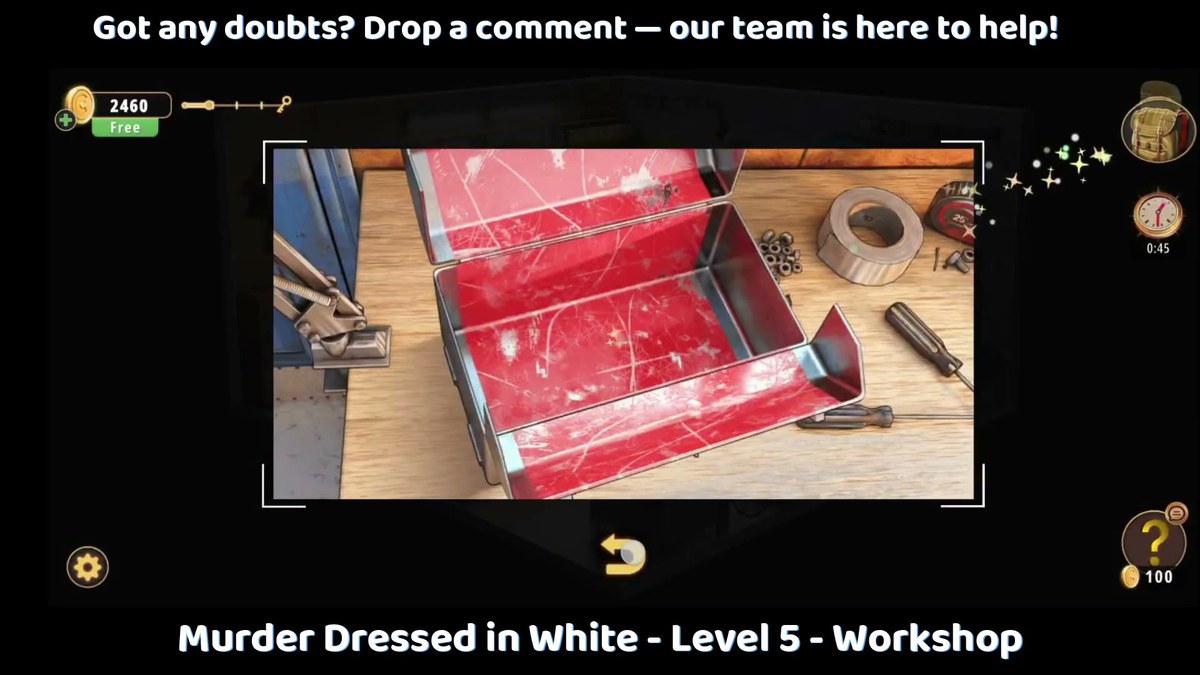 Got any doubts? Drop a comment — our team is here to help!
2460
Free
0:45
25
100
Murder Dressed in White - Level 5 - Workshop